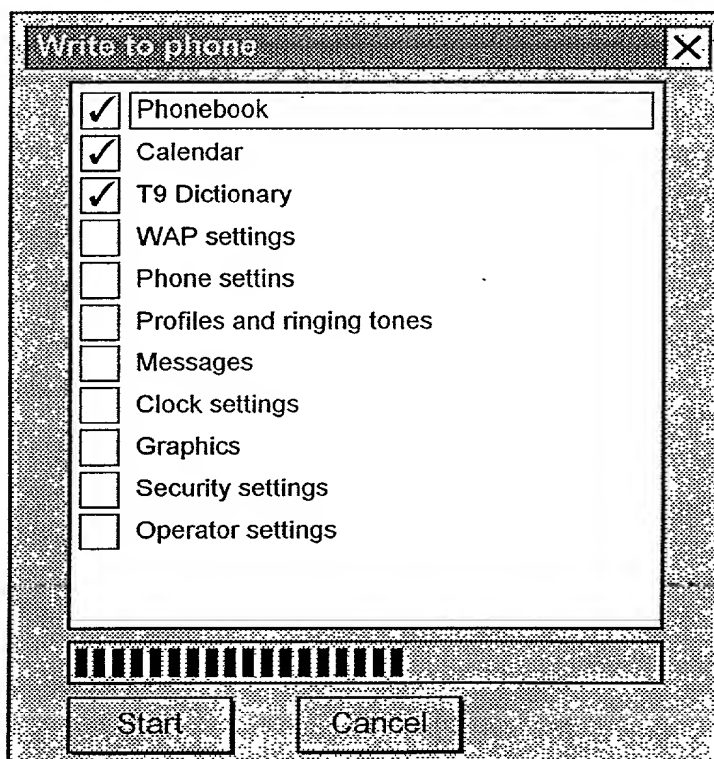 Write to phone
Phonebook
Calendar
T9 Dictionary
WAP settings
Phone settins
Profiles and ringing tones
Messages
Clock settings
Graphics
Security settings
Operator settings
Start Cancel